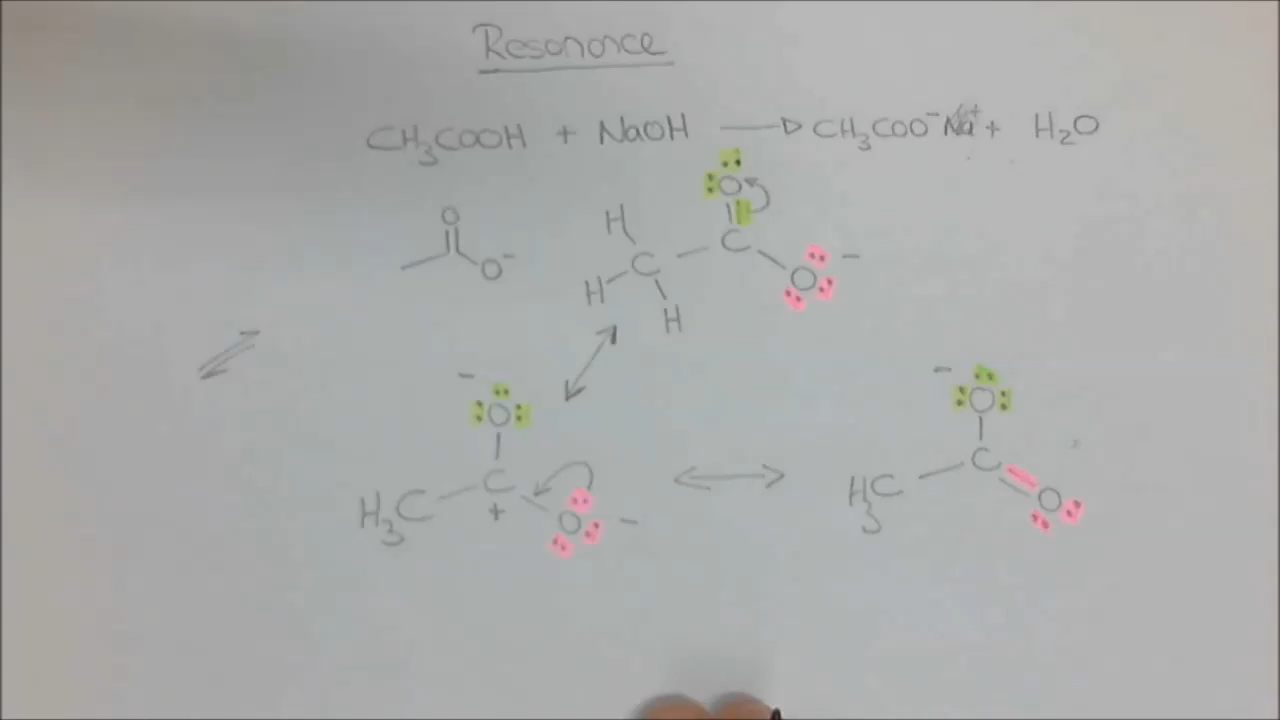 Resonance
CH₃COOH + NaOH → CH₃COO⁻ Na⁺ + H₂O
O
O⁻
H
H
H
C
C
O
O
−
−
O
C
+
H₃C
O
−
−
O
C
H₃C
O